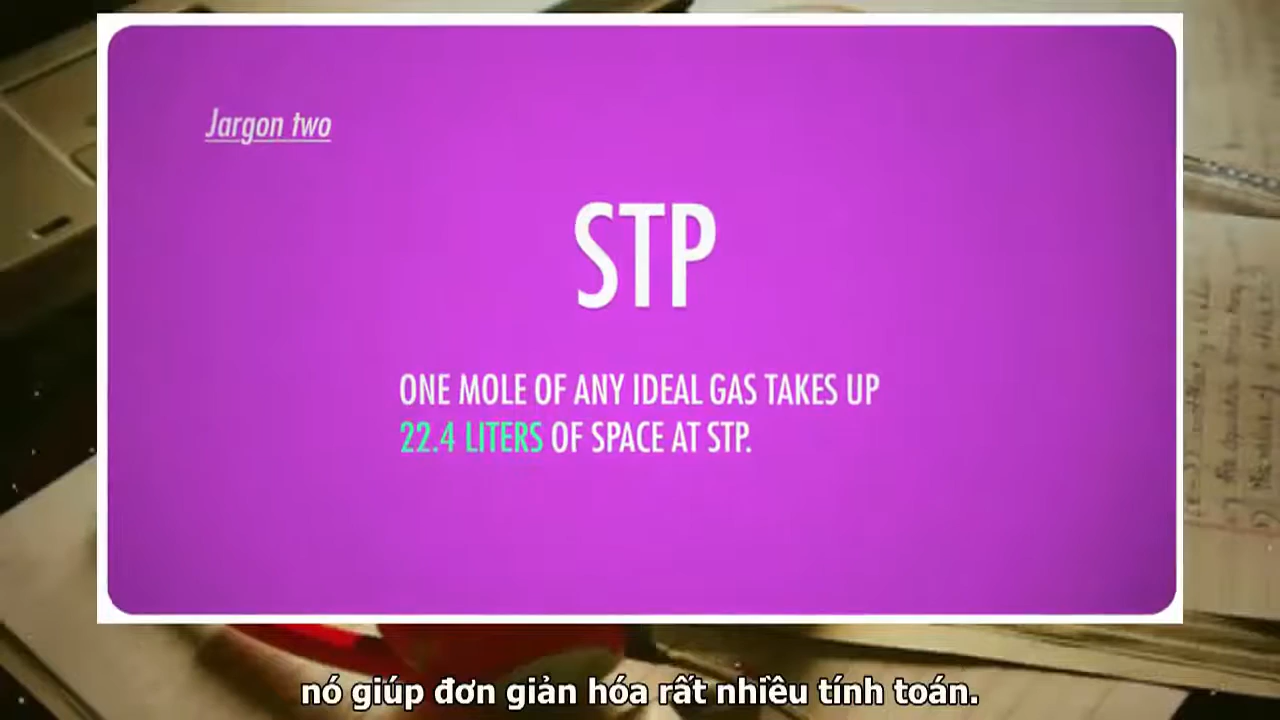 Jargon two
STP
ONE MOLE OF ANY IDEAL GAS TAKES UP
22.4 LITERS OF SPACE AT STP.
nó giúp đơn giản hóa rất nhiều tính toán.